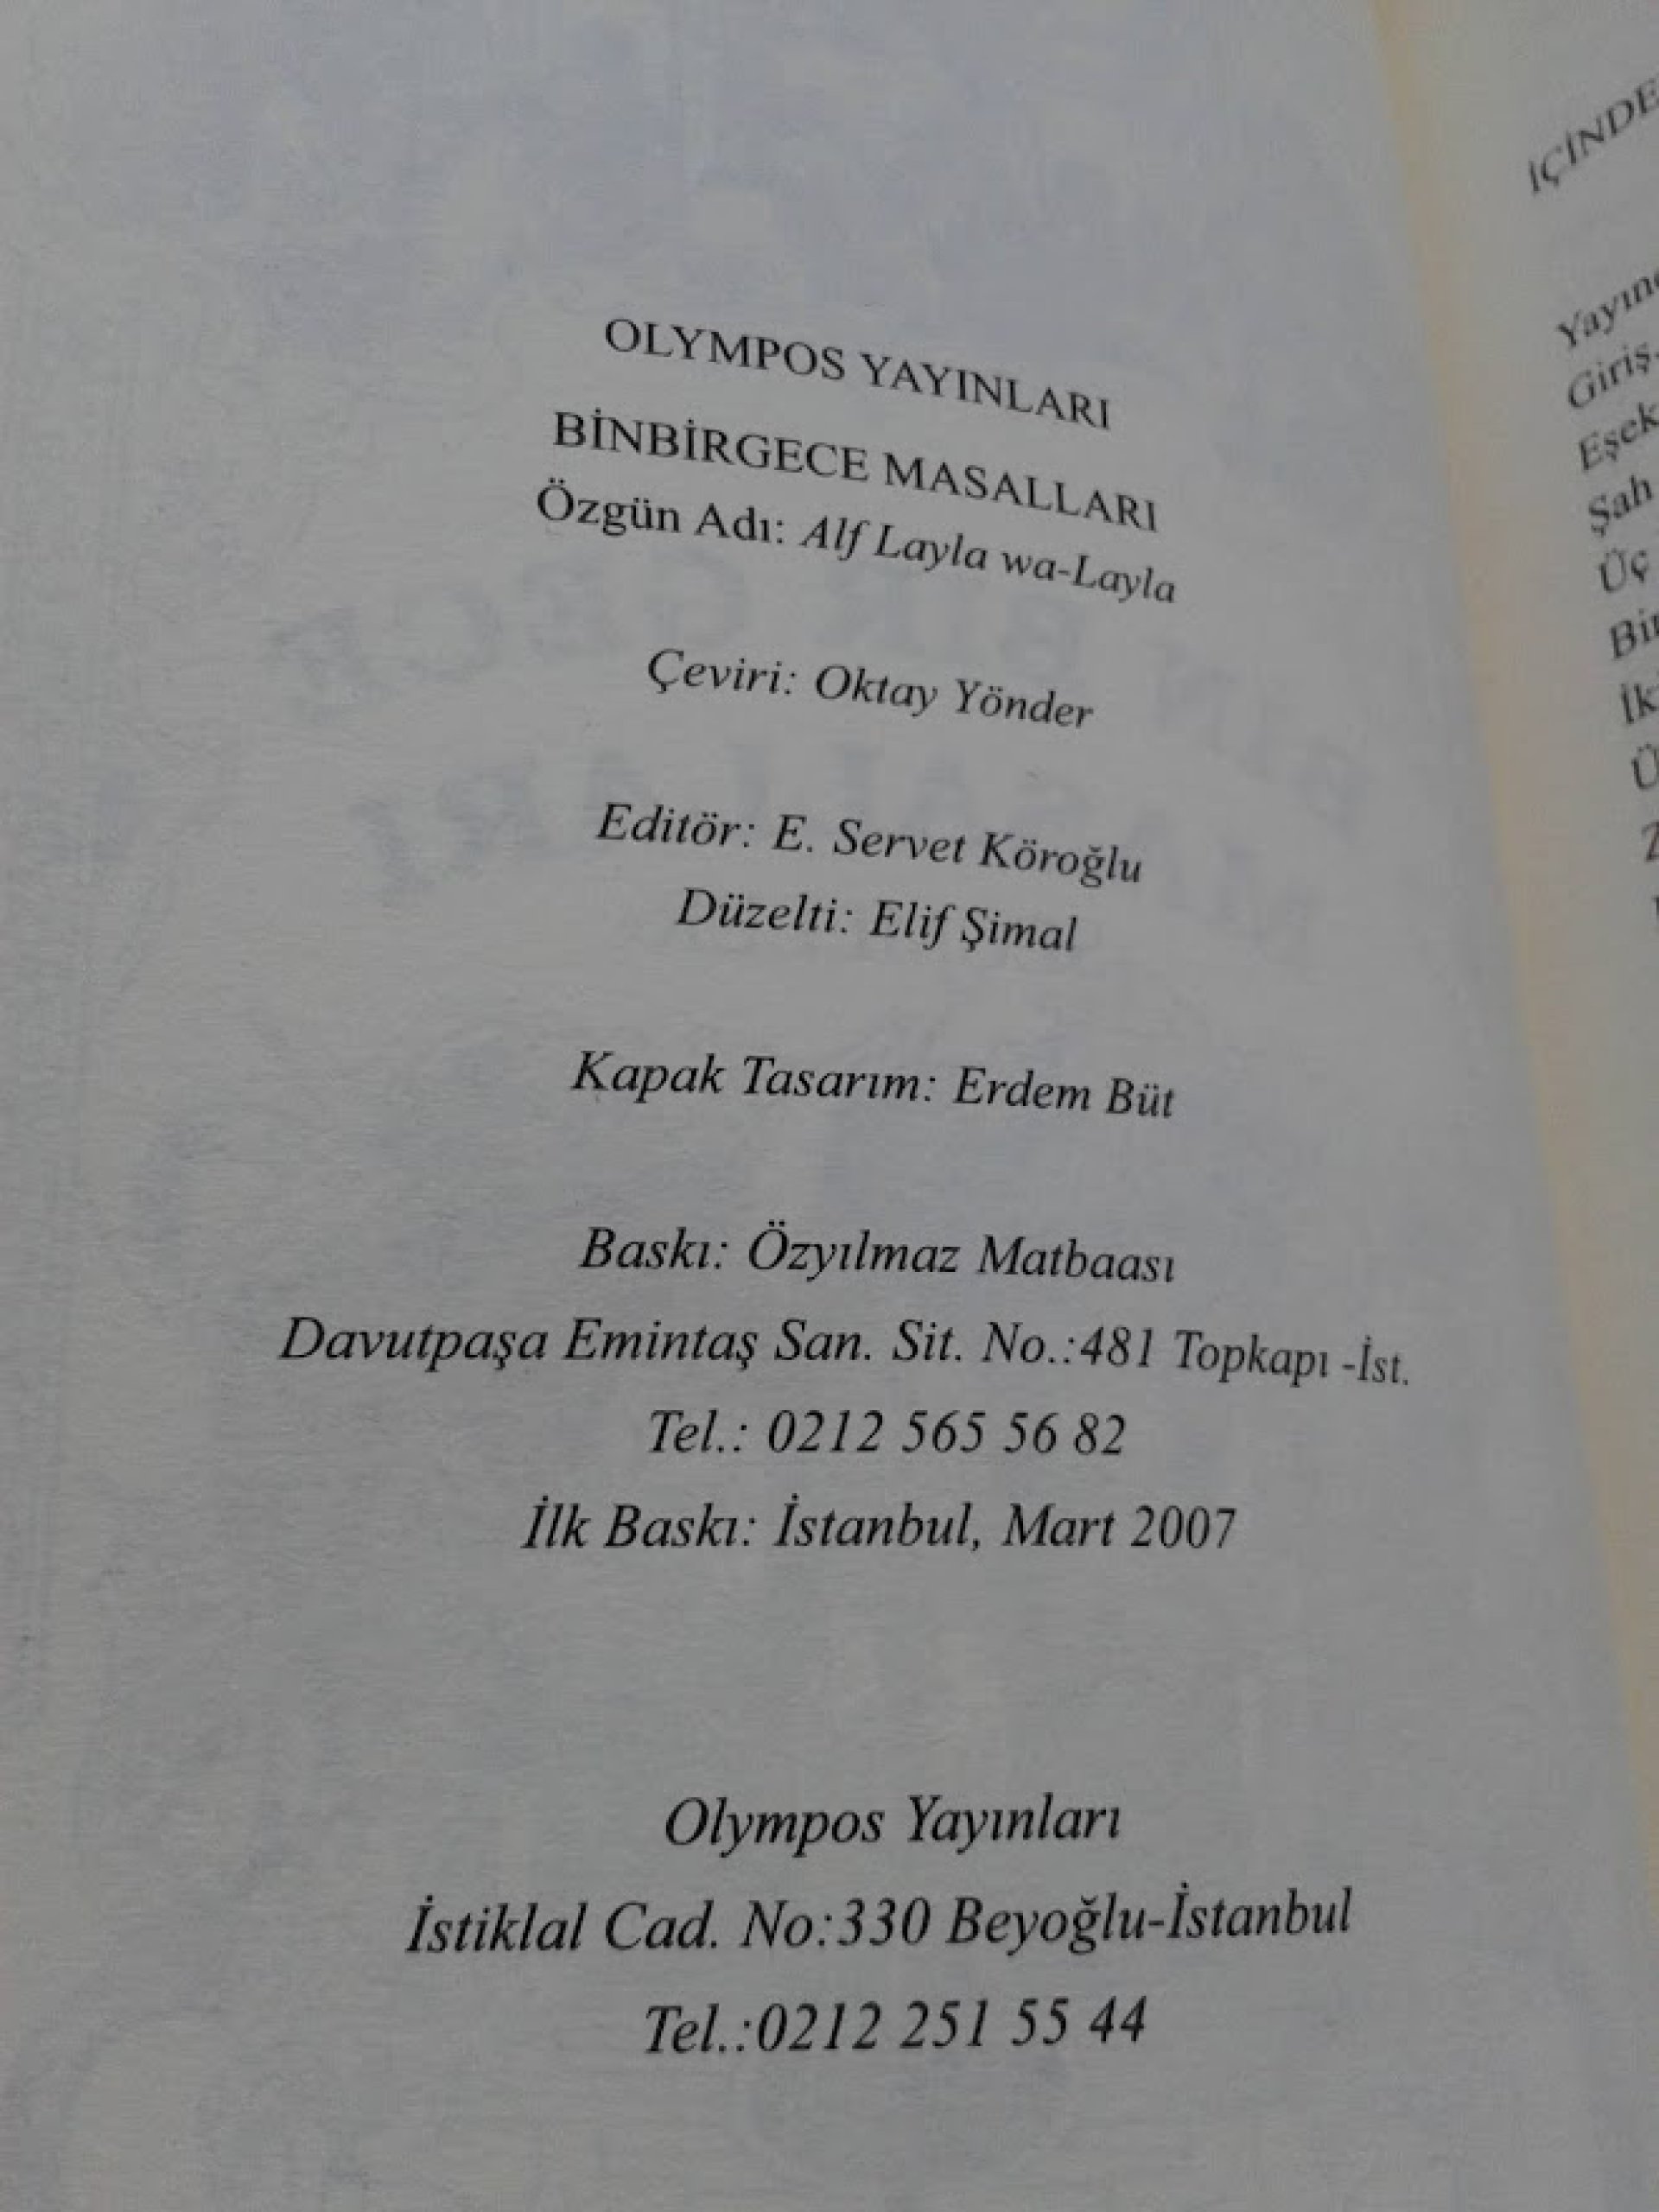 OLYMPOS YAYINLARI
BİNBİRGECE MASALLARI
Özgün Adı: Alf Layla wa-Layla
Çeviri: Oktay Yönder
Editör: E. Servet Köroğlu
Düzelti: Elif Şimal
Kapak Tasarım: Erdem Büt
Baskı: Özyılmaz Matbaası
Davutpaşa Emintaş San. Sit. No.:481 Topkapı -İst.
Tel.: 0212 565 56 82
İlk Baskı: İstanbul, Mart 2007
Olympos Yayınları
İstiklal Cad. No:330 Beyoğlu-İstanbul
Tel.:0212 251 55 44
Giriş
Şah
Üç